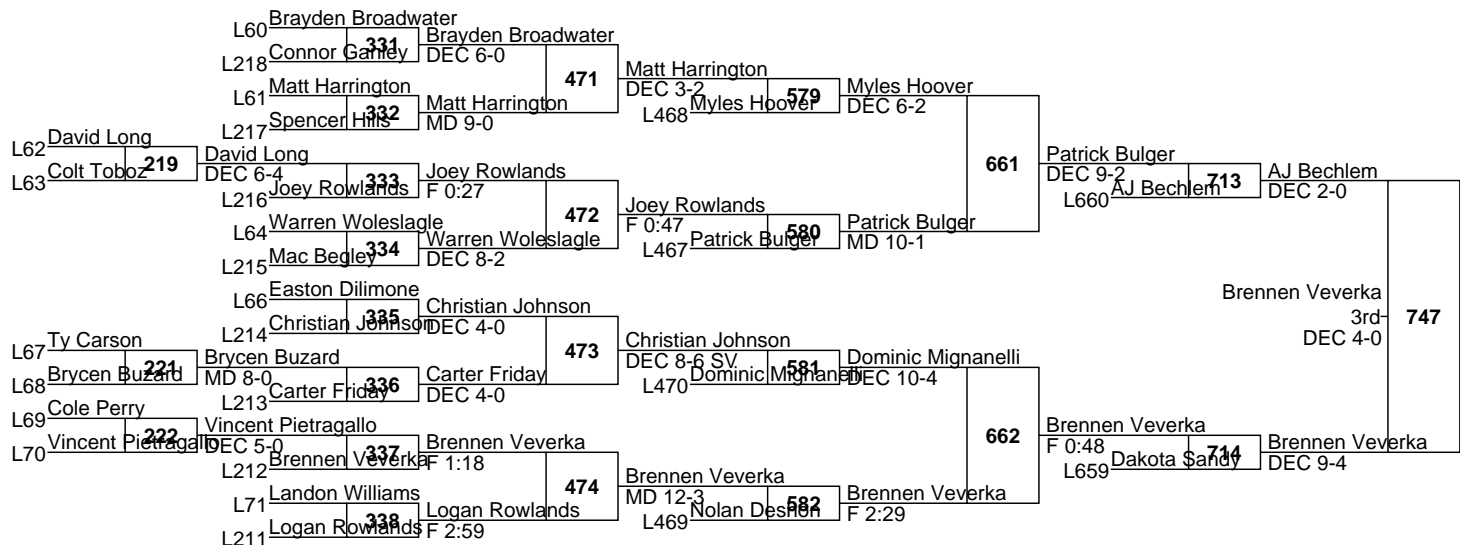 Brayden Broadwater
L60
331 Brayden Broadwater
Connor Ganley DEC 6-0
L218
471 Matt Harrington
DEC 3-2
Matt Harrington
L61
332 Matt Harrington
Spencer Hills MD 9-0
L217
579 Myles Hoover
Myles Hoover DEC 6-2
L468
David Long
L62
219 David Long
Colt Toboz DEC 6-4
L63
333 Joey Rowlands
Joey Rowlands F 0:27
L216
661 Patrick Bulger
DEC 9-2
713 AJ Bechlem
AJ Bechlem DEC 2-0
L660
472 Joey Rowlands
F 0:47
Warren Woleslagle
L64
334 Warren Woleslagle
Mac Begley DEC 8-2
L215
580 Patrick Bulger
Patrick Bulger MD 10-1
L467
Easton Dilimone
L66
335 Christian Johnson
Christian Johnson DEC 4-0
L214
Brennen Veverka
3rd
DEC 4-0
747
473 Christian Johnson
DEC 8-6 SV
Ty Carson
L67
221 Brycen Buzard
Brycen Buzard MD 8-0
L68
336 Carter Friday
Carter Friday DEC 4-0
L213
581 Dominic Mignanelli
Dominic Mignanelli DEC 10-4
L470
Cole Perry
L69
222 Vincent Pietragallo
Vincent Pietragallo DEC 5-0
L70
337 Brennen Veverka
Brennen Veverka F 1:18
L212
662 Brennen Veverka
F 0:48
714 Brennen Veverka
Dakota Sandy DEC 9-4
L659
474 Brennen Veverka
MD 12-3
Landon Williams
L71
338 Logan Rowlands
Logan Rowlands F 2:59
L211
582 Brennen Veverka
Nolan Deshon F 2:29
L469